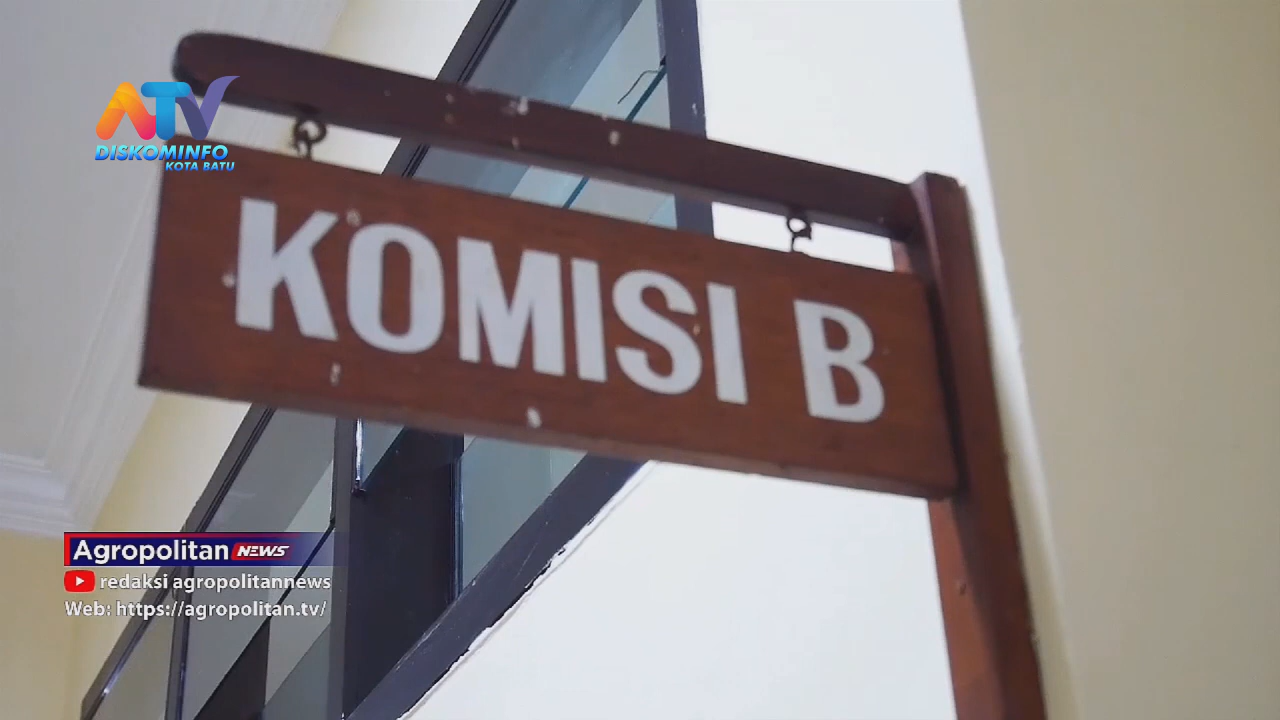 ATV
DISKOMINFO
KOTA BATU
KOMISI B
Agropolitan NEWS
redaksi agropolitannews
Web: https://agropolitan.tv/